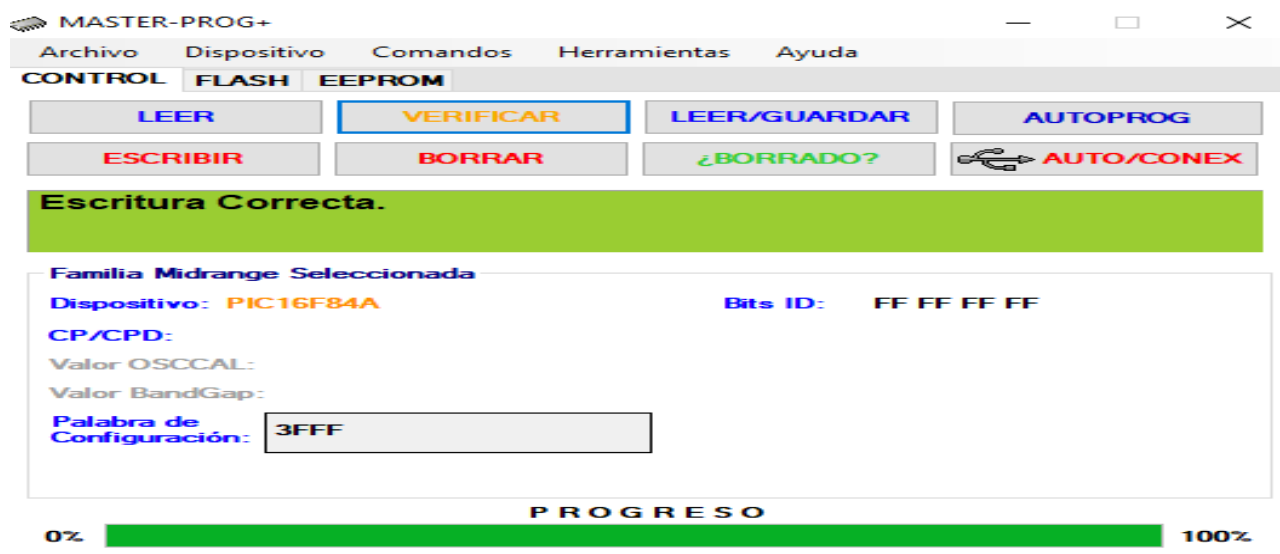 MASTER-PROG+
Archivo Dispositivo Comandos Herramientas Ayuda
CONTROL FLASH EEPROM
LEER VERIFICAR LEER/GUARDAR AUTOPROG
ESCRIBIR BORRAR ¿BORRADO? AUTO/CONEX
Escritura Correcta.
Familia Midrange Seleccionada
Dispositivo: PIC16F84A Bits ID: FF FF FF FF
CP/CPD:
Valor OSCCAL:
Valor BandGap:
Palabra de
Configuración: 3FFF
PROGRESO
0% 100%